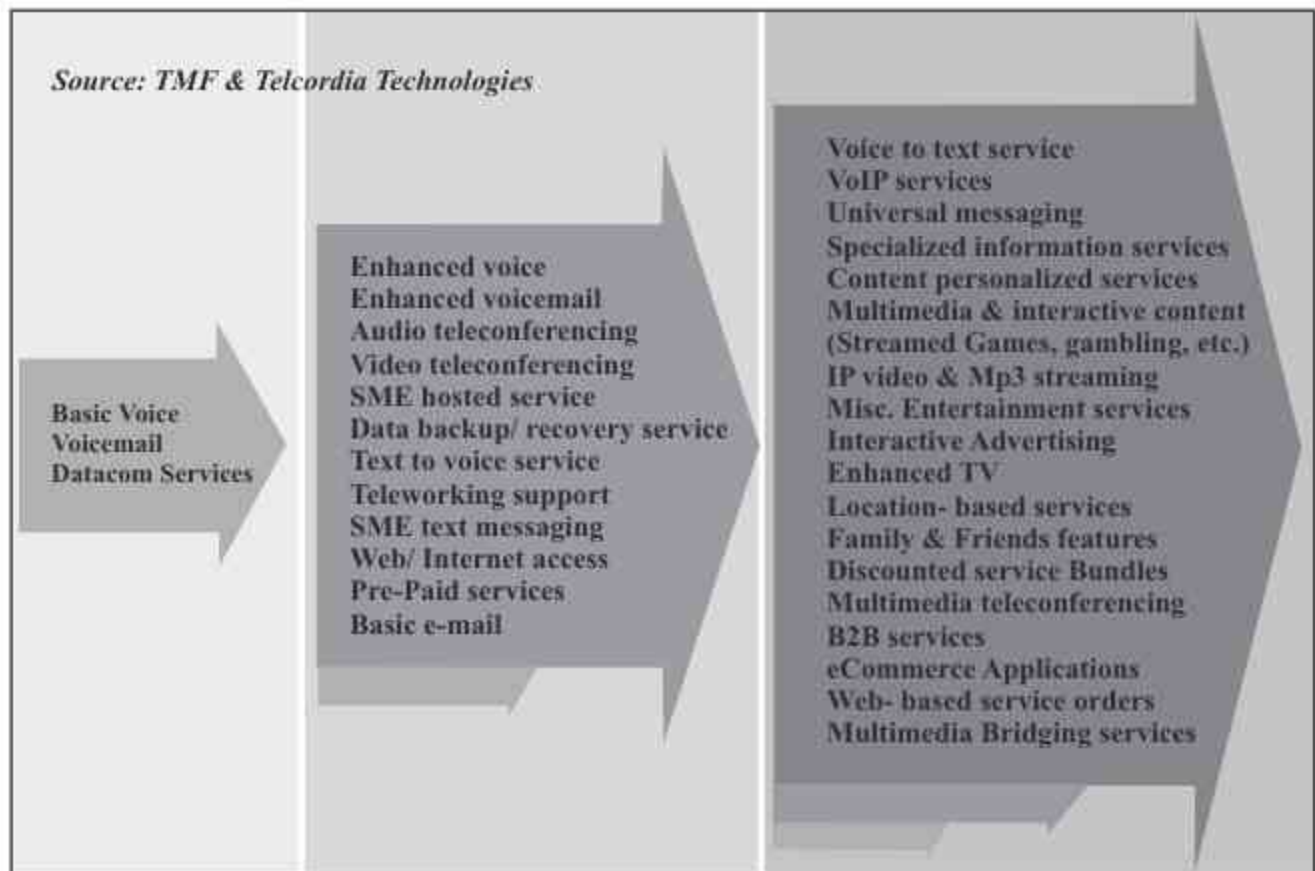 Source: TMF & Telcordia Technologies
Basic Voice
Voicemail
Datacom Services
Enhanced voice
Enhanced voicemail
Audio teleconferencing
Video teleconferencing
SME hosted service
Data backup/ recovery service
Text to voice service
Teleworking support
SME text messaging
Web/ Internet access
Pre-Paid services
Basic e-mail
Voice to text service
VoIP services
Universal messaging
Specialized information services
Content personalized services
Multimedia & interactive content
(Streamed Games, gambling, etc.)
IP video & Mp3 streaming
Misc. Entertainment services
Interactive Advertising
Enhanced TV
Location- based services
Family & Friends features
Discounted service Bundles
Multimedia teleconferencing
B2B services
eCommerce Applications
Web- based service orders
Multimedia Bridging services